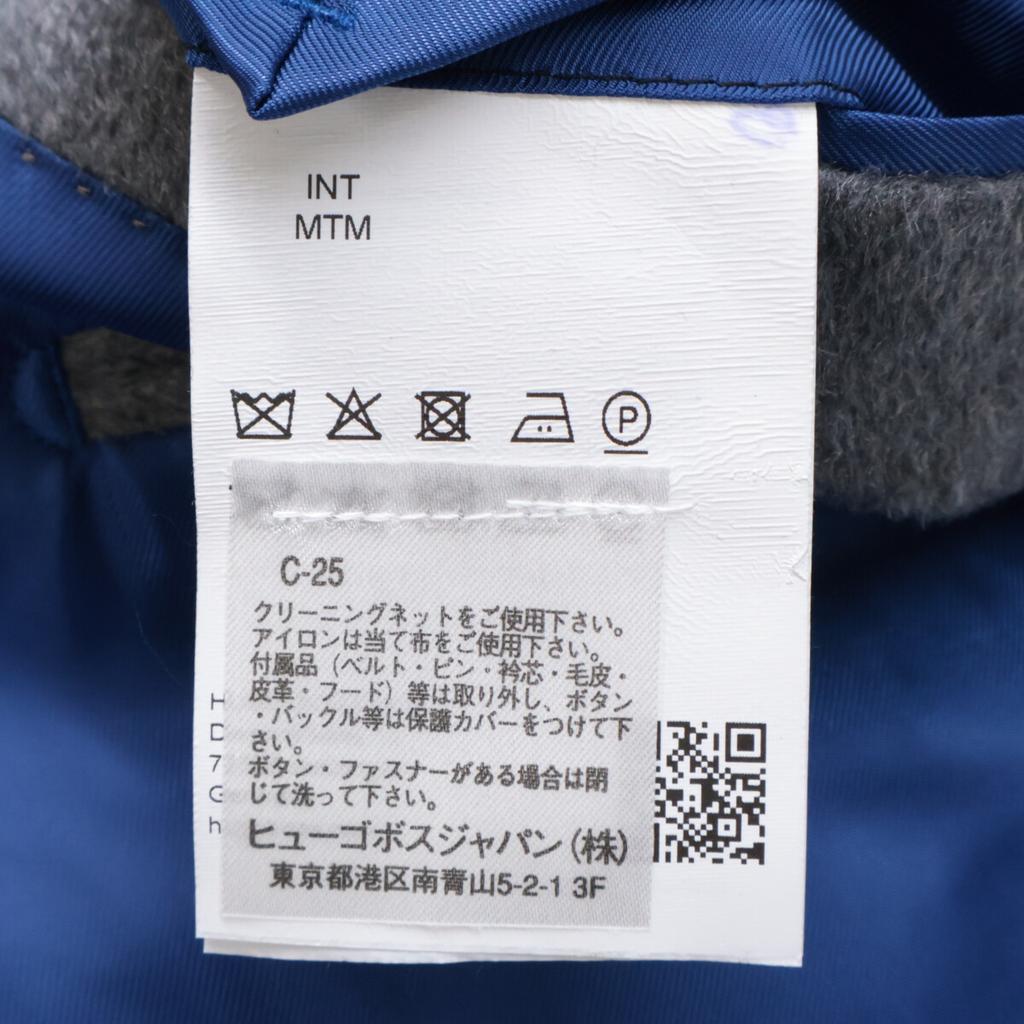 INT
MTM
P
C-25
クリーニングネットをご使用下さい。
アイロンは当て布をご使用下さい。
付属品(ベルト・ピン・衿芯・毛皮・
皮革・フード)等は取り外し、ボタン
・バックル等は保護カバーをつけて下
さい。
ボタン・ファスナーがある場合は閉
じて洗って下さい。
ヒューゴボスジャパン(株)
東京都港区南青山5-2-1 3F